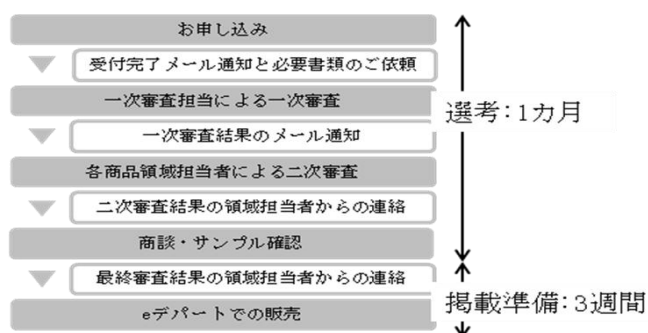 お申し込み
受付完了メール通知と必要書類のご依頼
一次審査担当による一次審査
選考:1カ月
一次審査結果のメール通知
各商品領域担当者による二次審査
二次審査結果の領域担当者からの連絡
商談・サンプル確認
最終審査結果の領域担当者からの連絡
掲載準備:3週間
eデパートでの販売